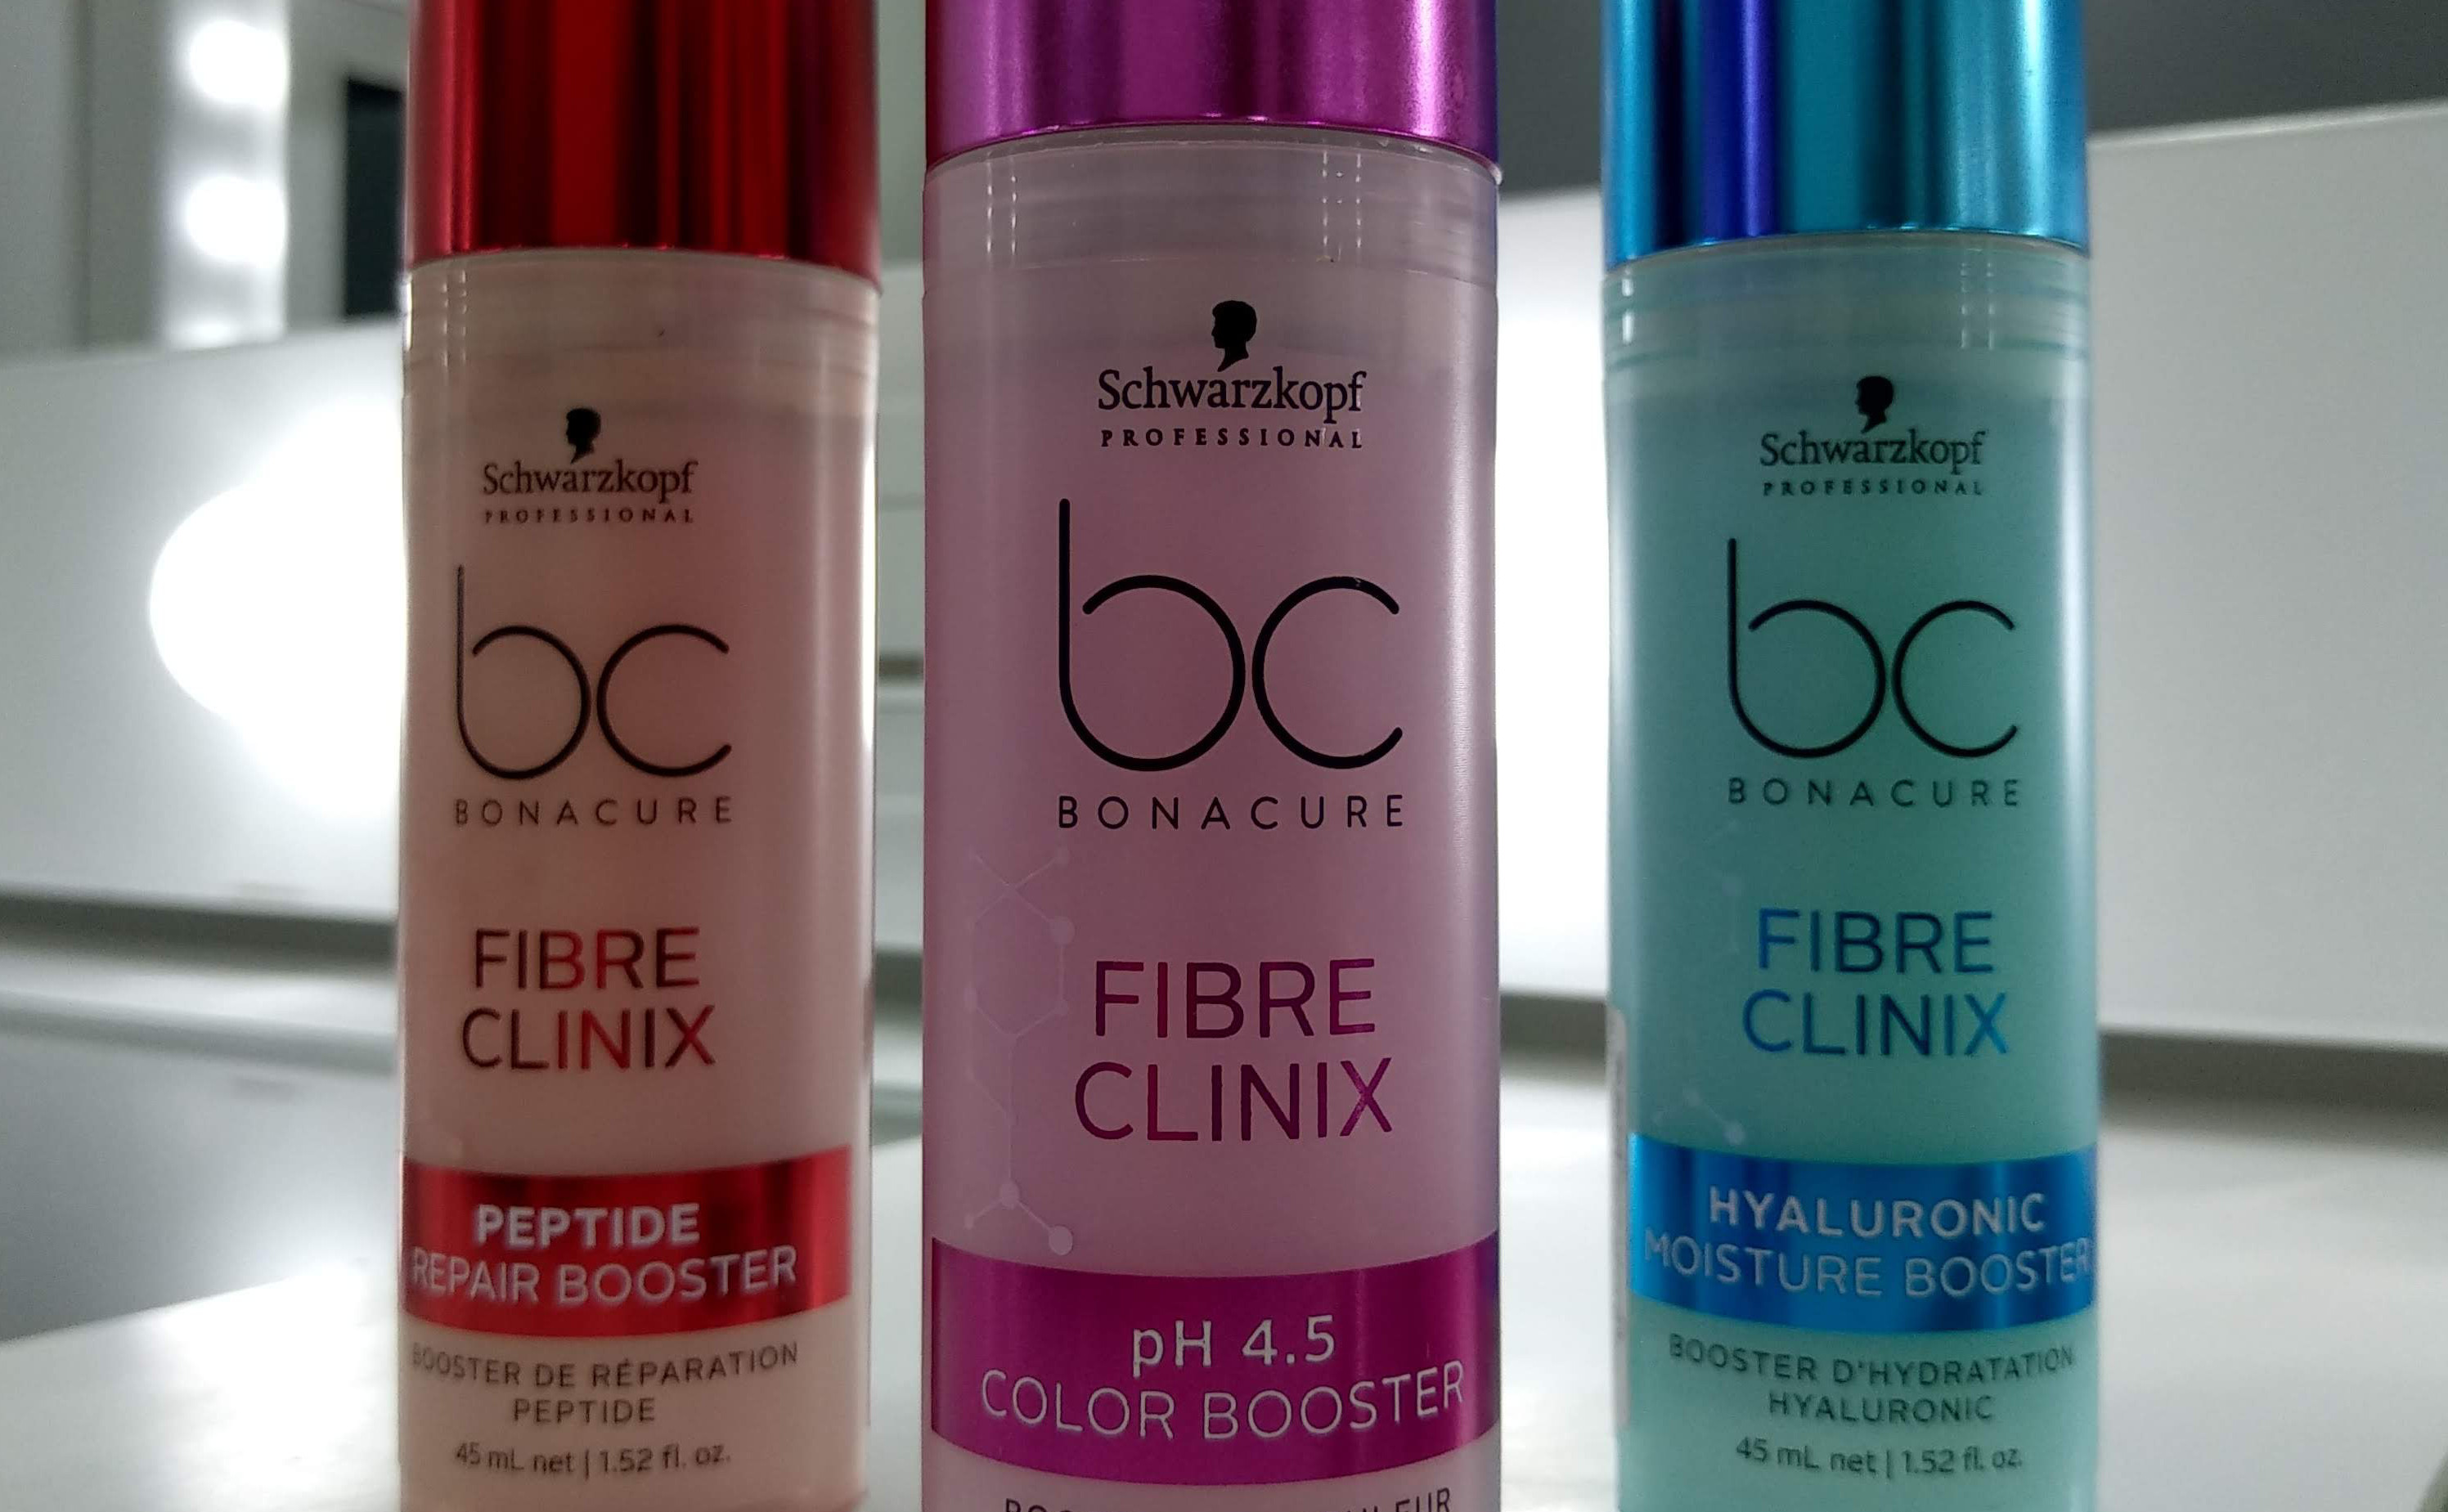 Schwarzkopf
PROFESSIONAL
bc
BONACURE
FIBRE
CLINIX
PEPTIDE
REPAIR BOOSTER
BOOSTER DE RÉPARATION
PEPTIDE
45 mL net | 1.52 fl. oz.
Schwarzkopf
PROFESSIONAL
bc
BONACURE
FIBRE
CLINIX
pH 4.5
COLOR BOOSTER
Schwarzkopf
PROFESSIONAL
bc
BONACURE
FIBRE
CLINIX
HYALURONIC
MOISTURE BOOSTER
BOOSTER D'HYDRATATION
HYALURONIC
45 mL net | 1.52 fl. oz.